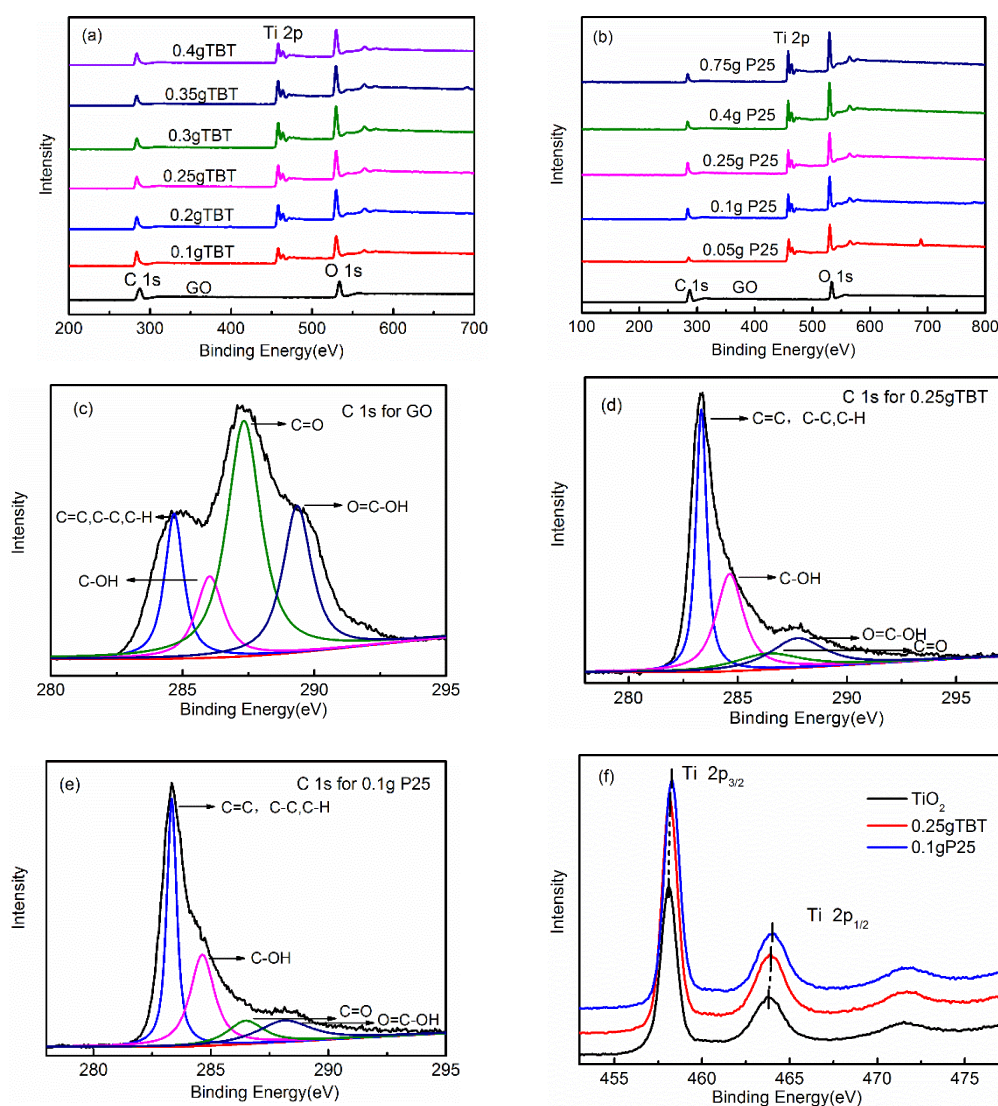 (a)
Ti 2p
0.4gTBT
0.35gTBT
0.3gTBT
0.25gTBT
0.2gTBT
0.1gTBT
C 1s
GO
O 1s
Intensity
200 300 400 500 600 700
Binding Energy(eV)
(b)
Ti 2p
0.75g P25
0.4g P25
0.25g P25
0.1g P25
0.05g P25
C 1s
GO
O 1s
Intensity
100 200 300 400 500 600 700 800
Binding Energy(eV)
(c)
C 1s for GO
C=O
O=C-OH
C=C,C-C,C-H
C-OH
Intensity
280 285 290 295
Binding Energy(eV)
(d)
C 1s for 0.25gTBT
C=C, C-C,C-H
C-OH
O=C-OH
C=O
Intensity
280 285 290 295
Binding Energy(eV)
(e)
C 1s for 0.1g P25
C=C, C-C,C-H
C-OH
C=O
O=C-OH
Intensity
280 285 290 295
Binding Energy(eV)
(f)
Ti 2p3/2
TiO2
0.25gTBT
0.1gP25
Ti 2p1/2
Intensity
455 460 465 470 475
Binding Energy(eV)